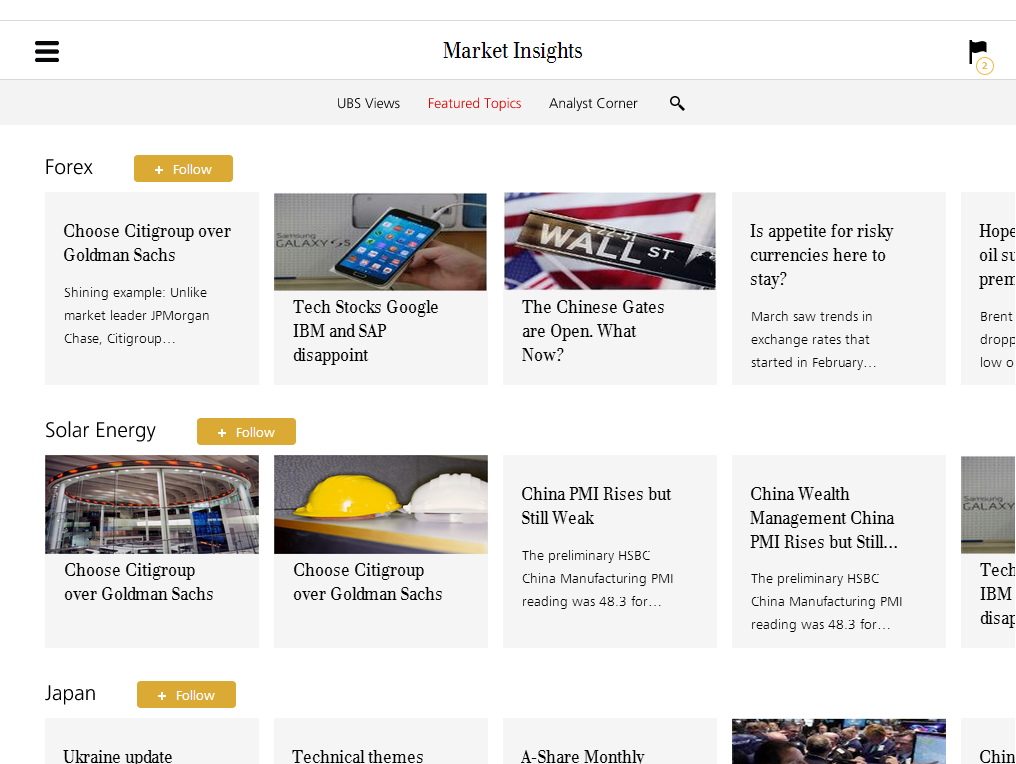 Market Insights
2
UBS Views
Featured Topics
Analyst Corner
Forex
+ Follow
Choose Citigroup over
Goldman Sachs
Shining example: Unlike
market leader JPMorgan
Chase, Citigroup...
Samsung
GALAXY S5
Tech Stocks Google
IBM and SAP
disappoint
WALL ST
The Chinese Gates
are Open. What
Now?
Is appetite for risky
currencies here to
stay?
March saw trends in
exchange rates that
started in February...
Hope
oil su
prem
Brent
dropp
low o
Solar Energy
+ Follow
Choose Citigroup
over Goldman Sachs
Choose Citigroup
over Goldman Sachs
China PMI Rises but
Still Weak
The preliminary HSBC
China Manufacturing PMI
reading was 48.3 for...
China Wealth
Management China
PMI Rises but Still...
The preliminary HSBC
China Manufacturing PMI
reading was 48.3 for...
Samsung
GALAXY
Tech
IBM
disap
Japan
+ Follow
Ukraine update
Technical themes
A-Share Monthly
Chin